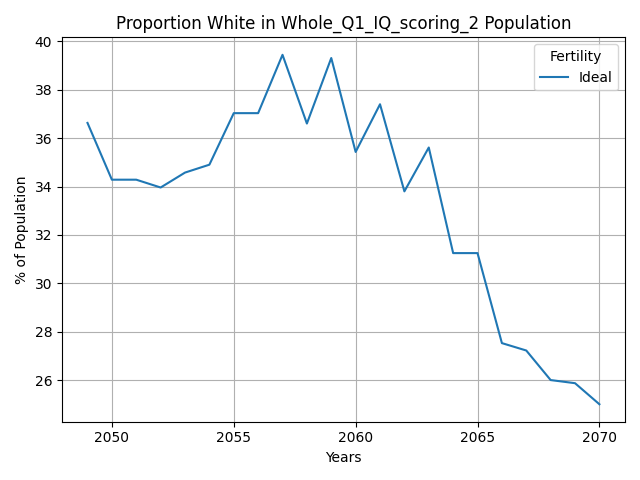 Proportion White in Whole_Q1_IQ_scoring_2 Population
40
38
36
34
32
30
28
26
% of Population
Fertility
Ideal
2050 2055 2060 2065 2070
Years